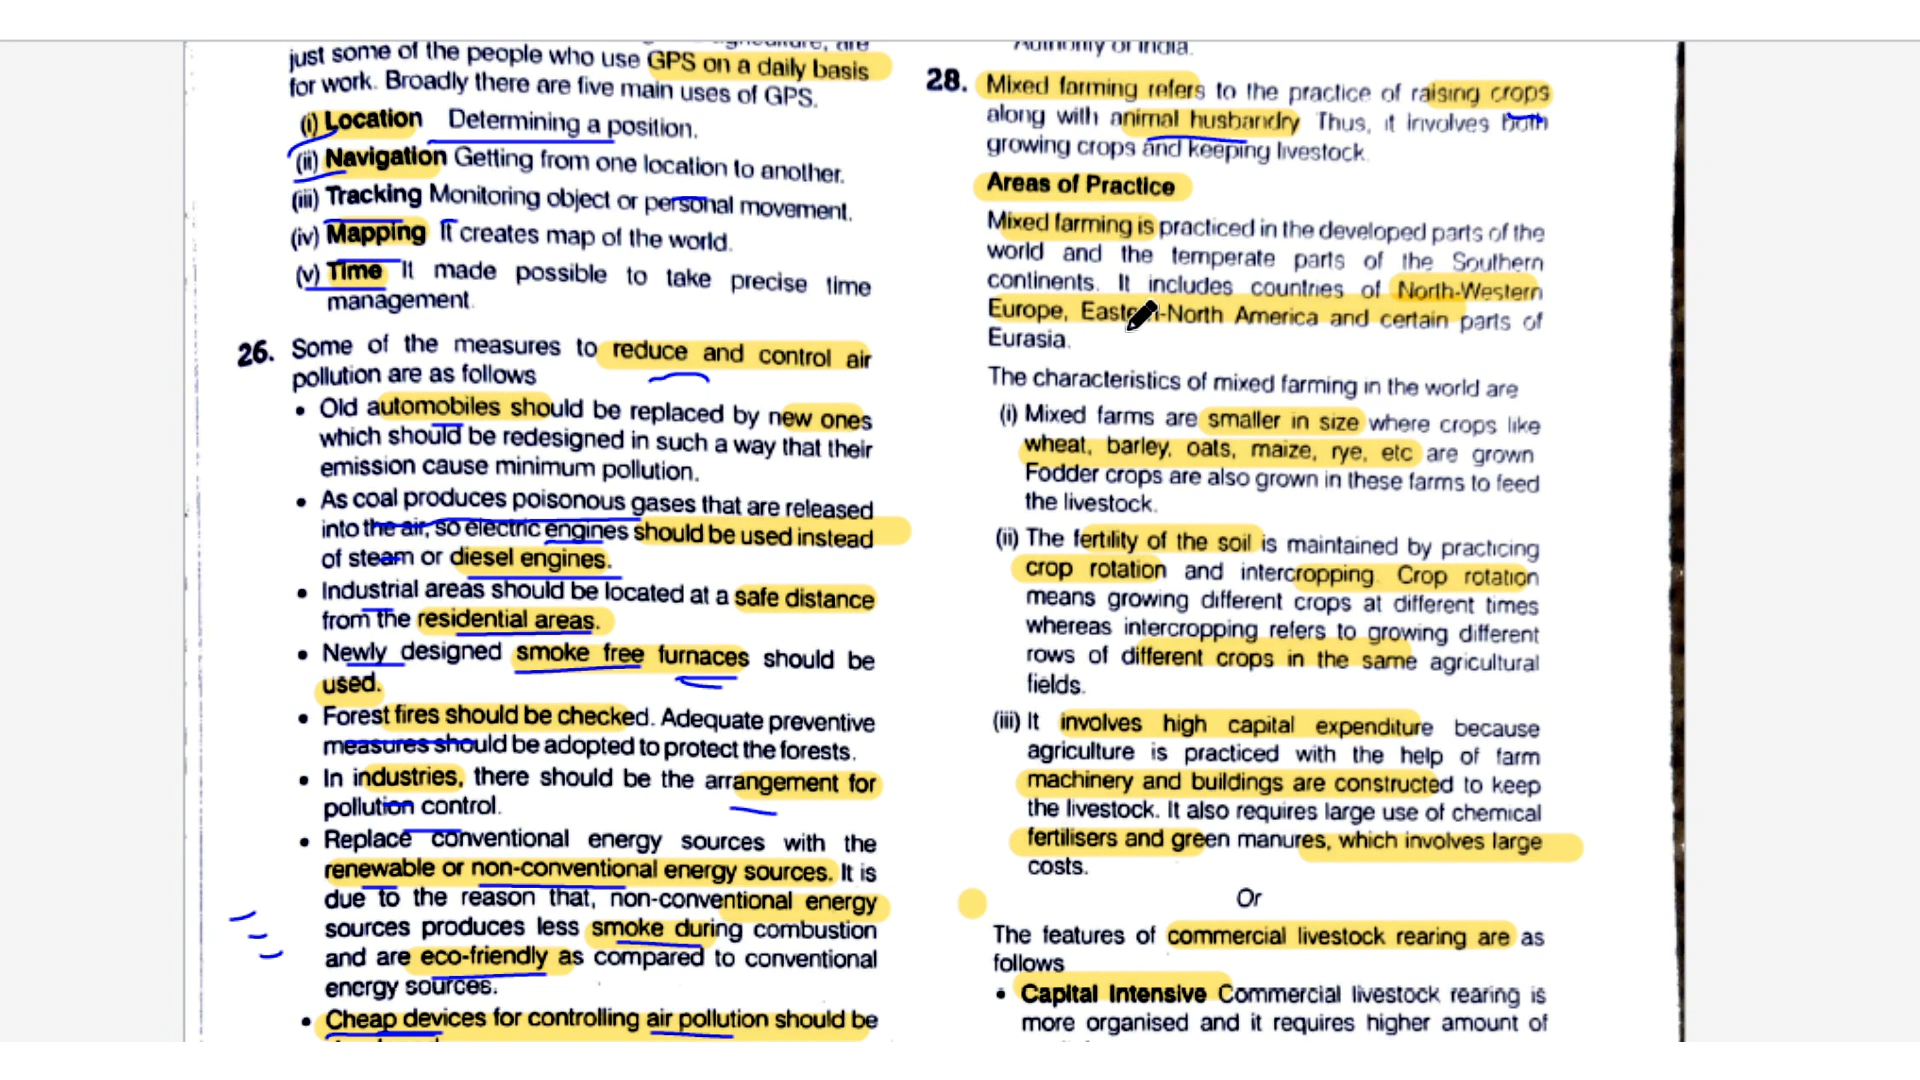 just some of the people who use GPS on a daily basis
for work. Broadly there are five main uses of GPS.
(i) Location Determining a position.
(ii) Navigation Getting from one location to another.
(iii) Tracking Monitoring object or personal movement.
(iv) Mapping It creates map of the world.
(v) Time It made possible to take precise time
management.
26. Some of the measures to reduce and control air
pollution are as follows
• Old automobiles should be replaced by new ones
which should be redesigned in such a way that their
emission cause minimum pollution.
• As coal produces poisonous gases that are released
into the air, so electric engines should be used instead
of steam or diesel engines.
• Industrial areas should be located at a safe distance
from the residential areas.
• Newly designed smoke free furnaces should be
used.
• Forest fires should be checked. Adequate preventive
measures should be adopted to protect the forests.
• In industries, there should be the arrangement for
pollution control.
• Replace conventional energy sources with the
renewable or non-conventional energy sources. It is
due to the reason that, non-conventional energy
sources produces less smoke during combustion
and are eco-friendly as compared to conventional
energy sources.
• Cheap devices for controlling air pollution should be
Authority of India.
28. Mixed farming refers to the practice of raising crops
along with animal husbandry Thus, it involves both
growing crops and keeping livestock.
Areas of Practice
Mixed farming is practiced in the developed parts of the
world and the temperate parts of the Southern
continents. It includes countries of North-Western
Europe, Eastern-North America and certain parts of
Eurasia.
The characteristics of mixed farming in the world are
(i) Mixed farms are smaller in size where crops like
wheat, barley, oats, maize, rye, etc are grown
Fodder crops are also grown in these farms to feed
the livestock.
(ii) The fertility of the soil is maintained by practicing
crop rotation and intercropping. Crop rotation
means growing different crops at different times
whereas intercropping refers to growing different
rows of different crops in the same agricultural
fields.
(iii) It involves high capital expenditure because
agriculture is practiced with the help of farm
machinery and buildings are constructed to keep
the livestock. It also requires large use of chemical
fertilisers and green manures, which involves large
costs.
Or
The features of commercial livestock rearing are as
follows
• Capital Intensive Commercial livestock rearing is
more organised and it requires higher amount of